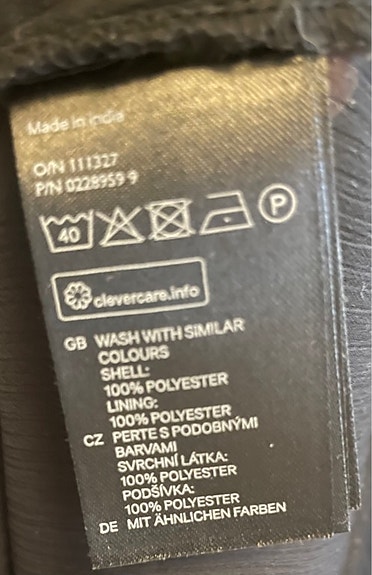 Made in India
O/N 111327
P/N 0228959 9
40 P
clevercare.info
GB WASH WITH SIMILAR
COLOURS
SHELL:
100% POLYESTER
LINING:
100% POLYESTER
CZ PERTE S PODOBNÝMI
BARVAMI
SVRCHNÍ LÁTKA:
100% POLYESTER
PODŠÍVKA:
100% POLYESTER
DE MIT ÄHNLICHEN FARBEN